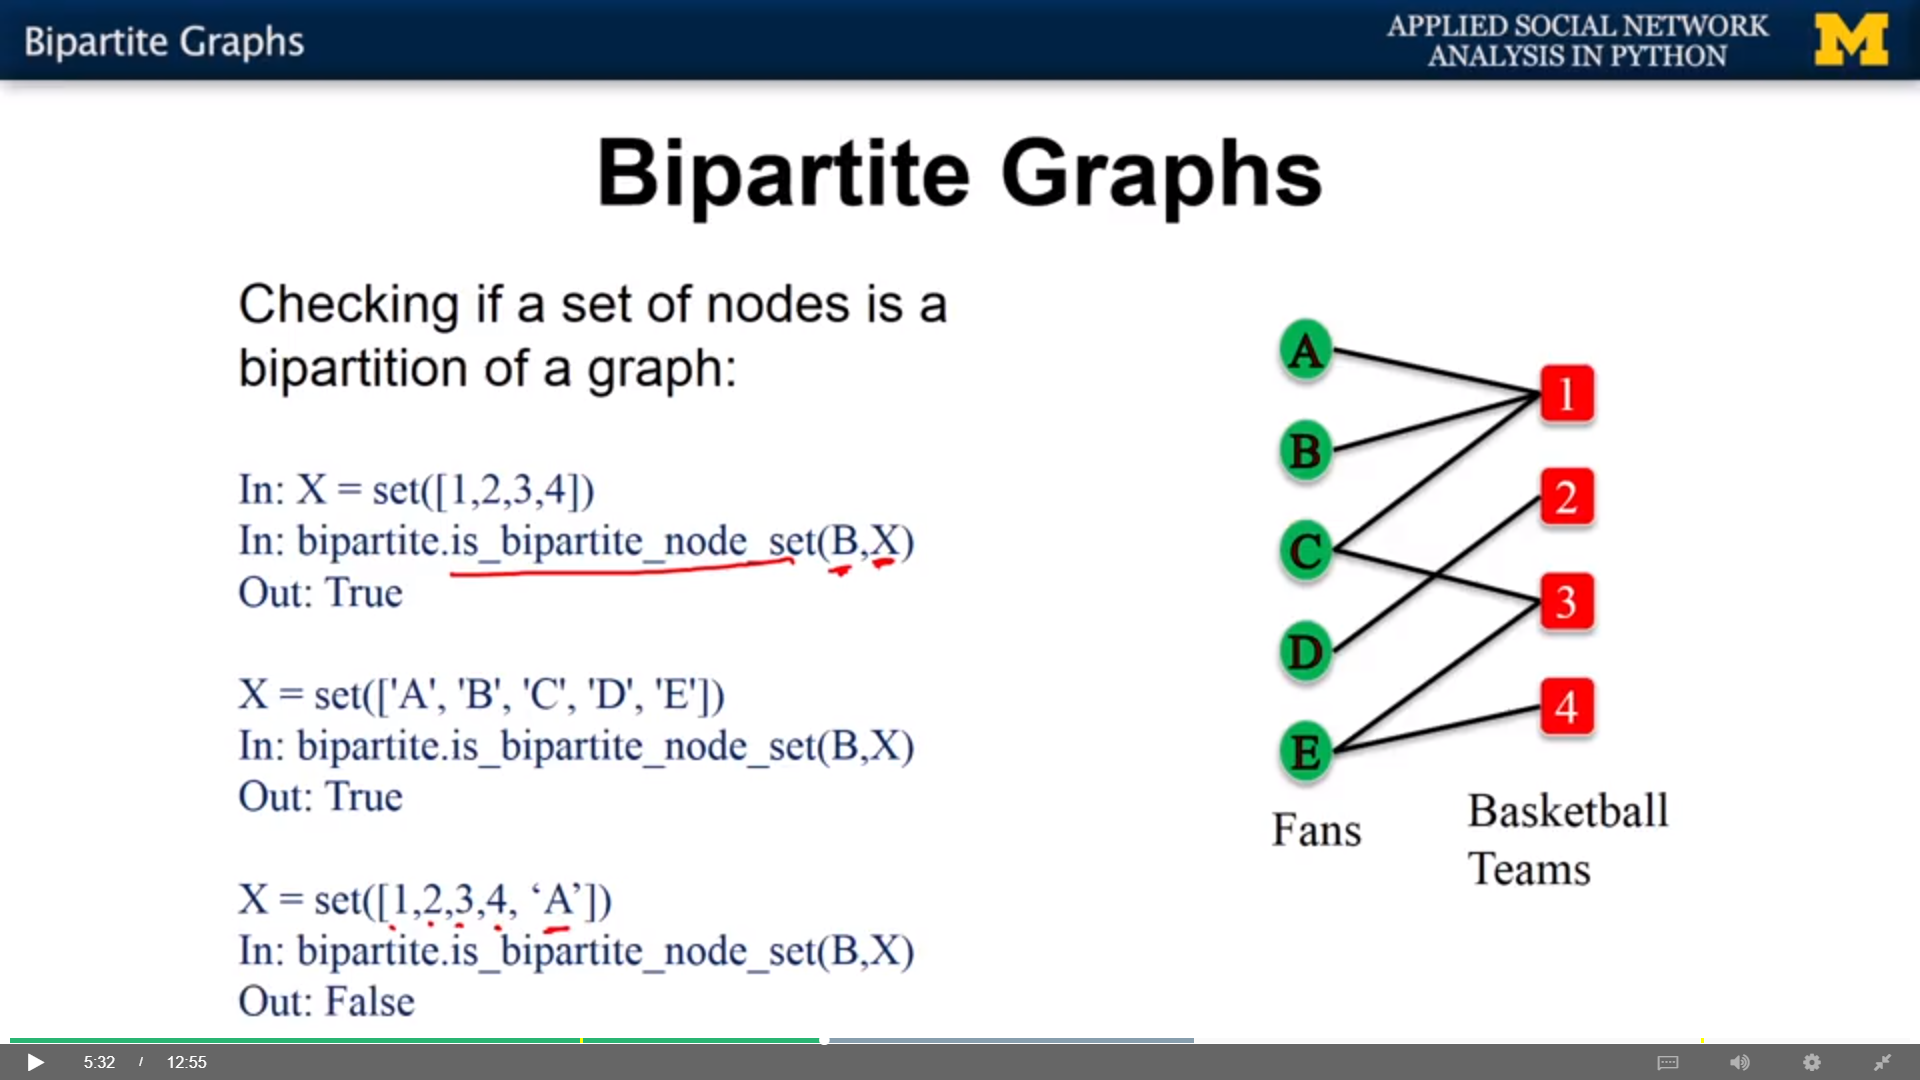 Bipartite Graphs
APPLIED SOCIAL NETWORK
ANALYSIS IN PYTHON
M
Bipartite Graphs
Checking if a set of nodes is a
bipartition of a graph:
In: X = set([1,2,3,4])
In: bipartite.is_bipartite_node_set(B,X)
Out: True
X = set(['A', 'B', 'C', 'D', 'E'])
In: bipartite.is_bipartite_node_set(B,X)
Out: True
X = set([1,2,3,4, ‘A’])
In: bipartite.is_bipartite_node_set(B,X)
Out: False
A
B
C
D
E
1
2
3
4
Fans
Basketball
Teams
5:32 / 12:55